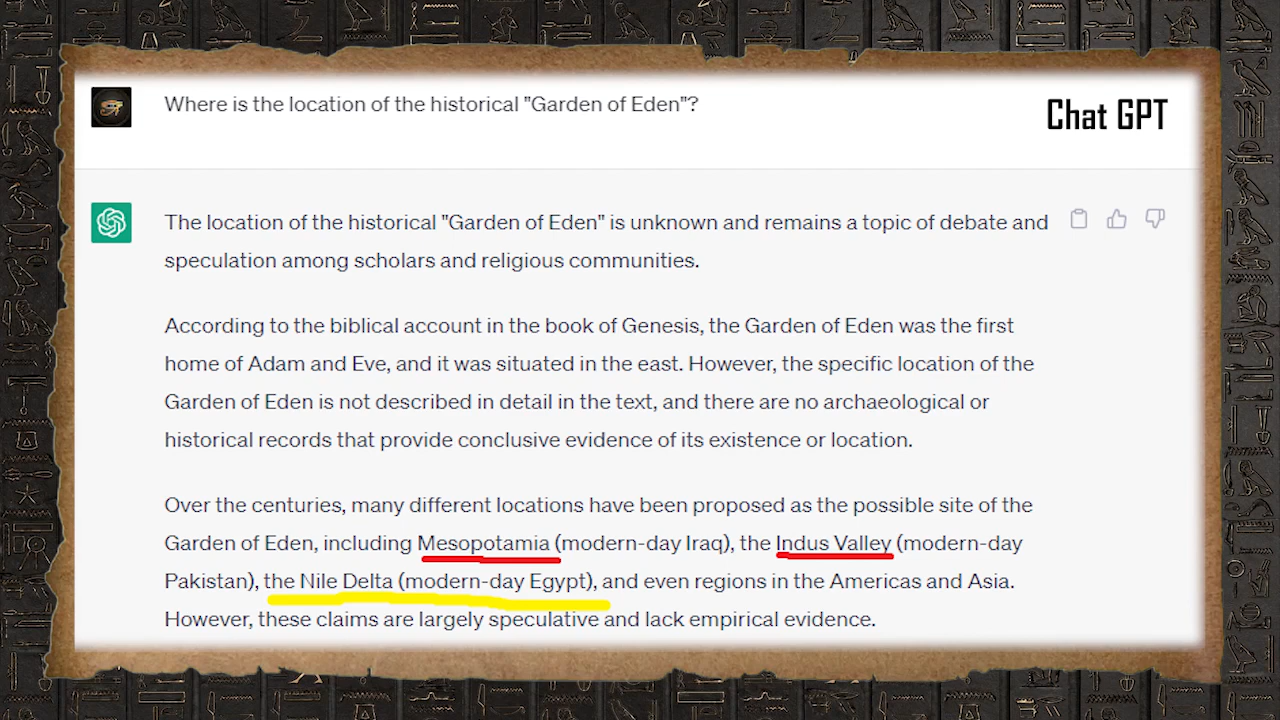 Where is the location of the historical "Garden of Eden"?
Chat GPT
The location of the historical "Garden of Eden" is unknown and remains a topic of debate and
speculation among scholars and religious communities.
According to the biblical account in the book of Genesis, the Garden of Eden was the first
home of Adam and Eve, and it was situated in the east. However, the specific location of the
Garden of Eden is not described in detail in the text, and there are no archaeological or
historical records that provide conclusive evidence of its existence or location.
Over the centuries, many different locations have been proposed as the possible site of the
Garden of Eden, including Mesopotamia (modern-day Iraq), the Indus Valley (modern-day
Pakistan), the Nile Delta (modern-day Egypt), and even regions in the Americas and Asia.
However, these claims are largely speculative and lack empirical evidence.